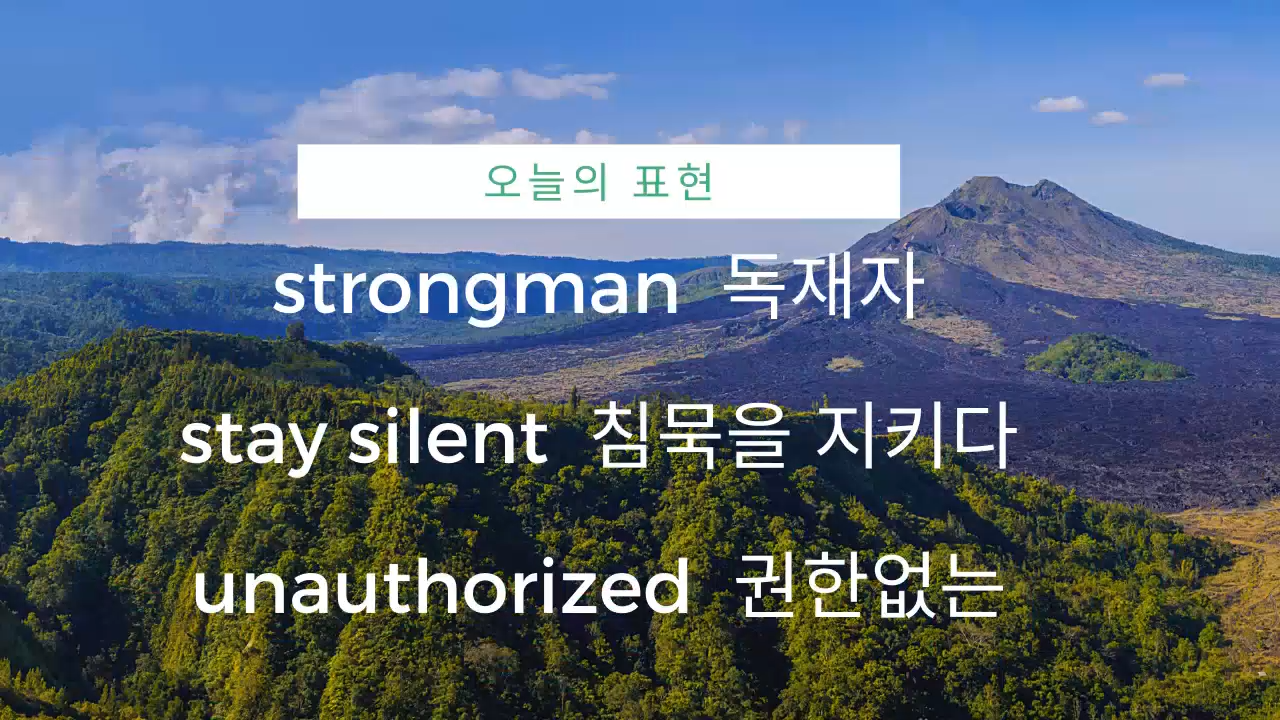 오늘의 표현
strongman 독재자
stay silent 침묵을 지키다
unauthorized 권한없는